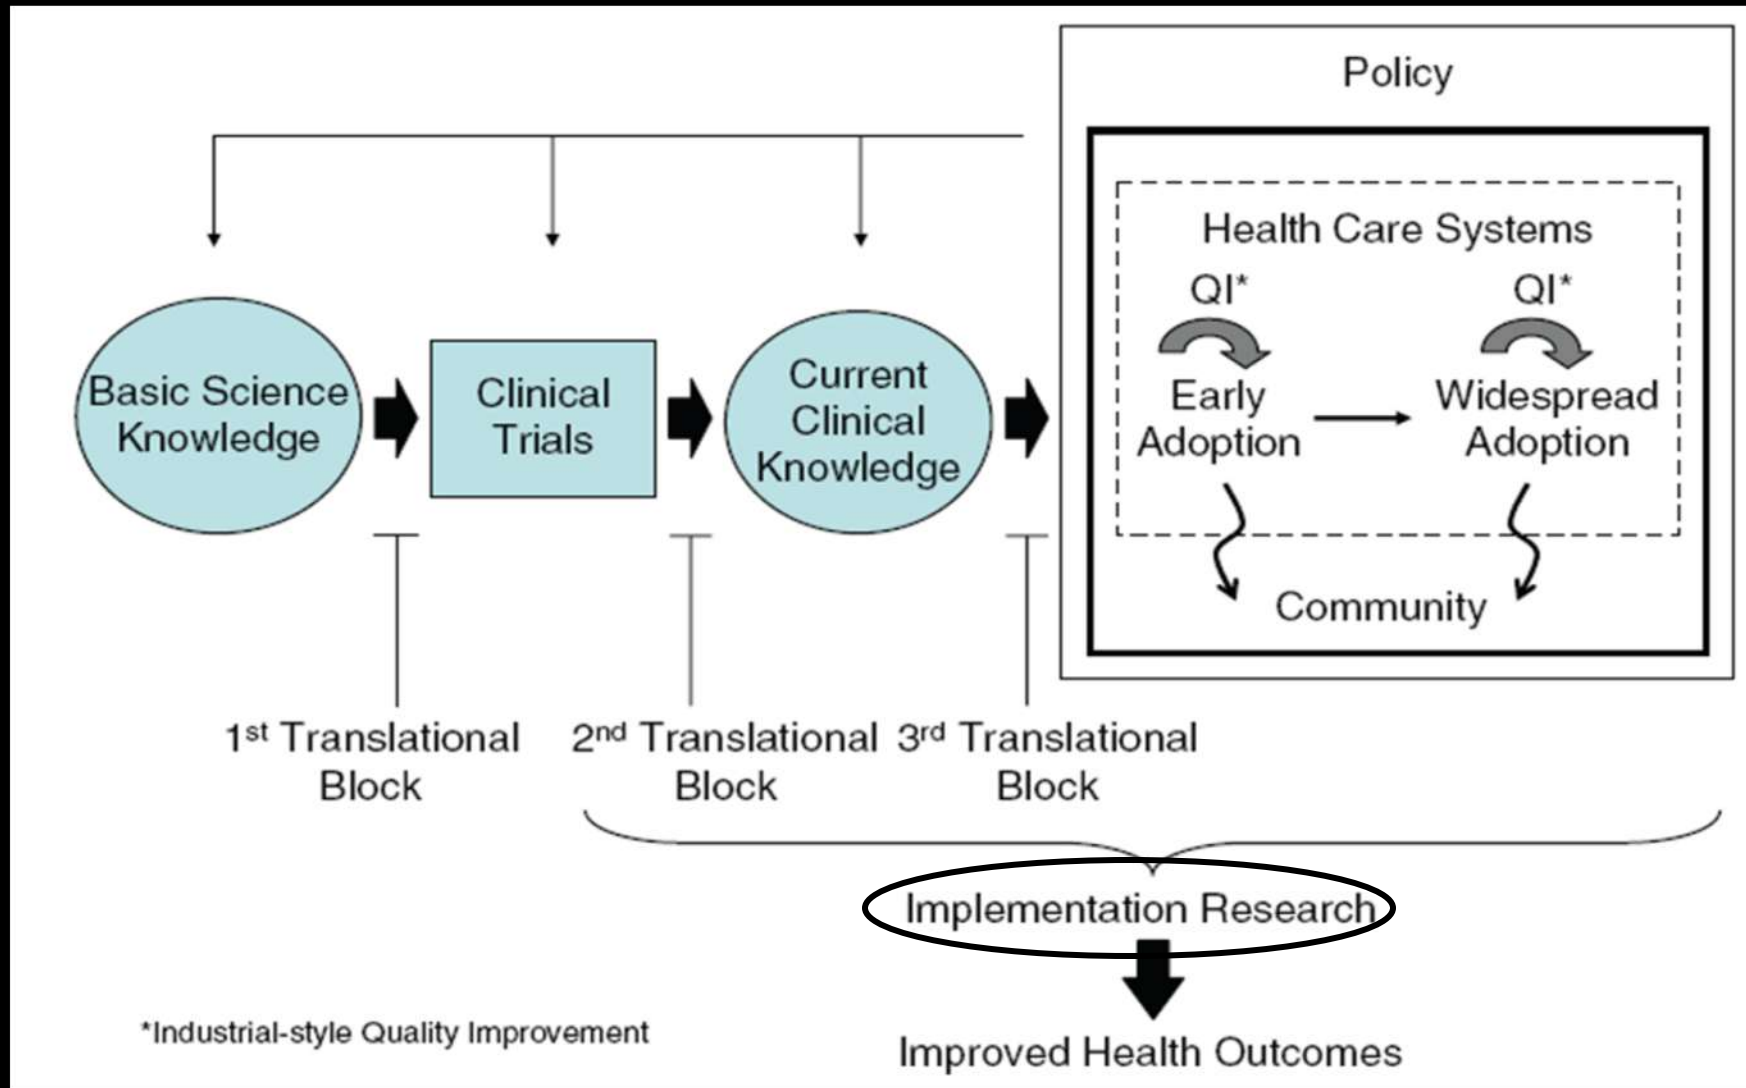 Policy
Health Care Systems
QI*
QI*
Basic Science
Knowledge
Clinical
Trials
Current
Clinical
Knowledge
Early
Adoption
Widespread
Adoption
Community
1st Translational
Block
2nd Translational
Block
3rd Translational
Block
Implementation Research
*Industrial-style Quality Improvement
Improved Health Outcomes